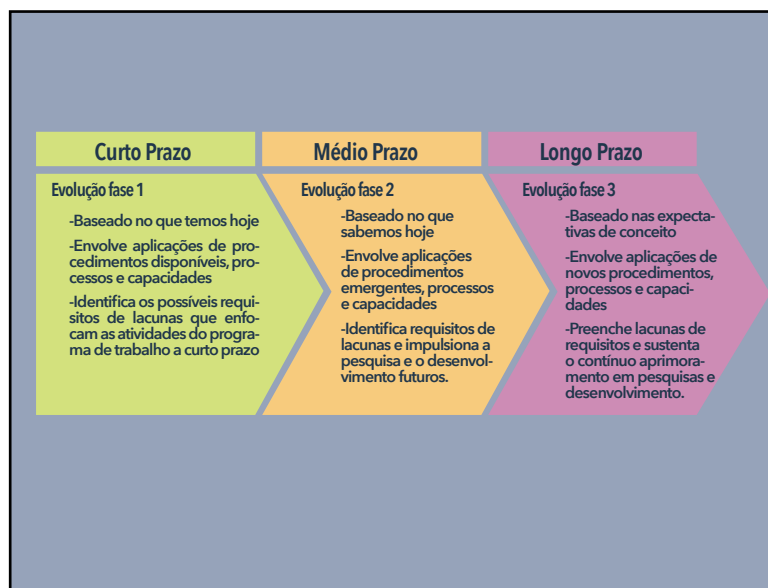 Curto Prazo
Evolução fase 1
-Baseado no que temos hoje
-Envolve aplicações de pro-
cedimentos disponíveis, pro-
cessos e capacidades
-Identifica os possíveis requi-
sitos de lacunas que enfo-
cam as atividades do progra-
ma de trabalho a curto prazo
Médio Prazo
Evolução fase 2
-Baseado no que
sabemos hoje
-Envolve aplicações
de procedimentos
emergentes, processos
e capacidades
-Identifica requisitos de
lacunas e impulsiona a
pesquisa e o desenvol-
vimento futuros.
Longo Prazo
Evolução fase 3
-Baseado nas expecta-
tivas de conceito
-Envolve aplicações de
novos procedimentos,
processos e capaci-
dades
-Preenche lacunas de
requisitos e sustenta
o contínuo aprimora-
mento em pesquisas e
desenvolvimento.